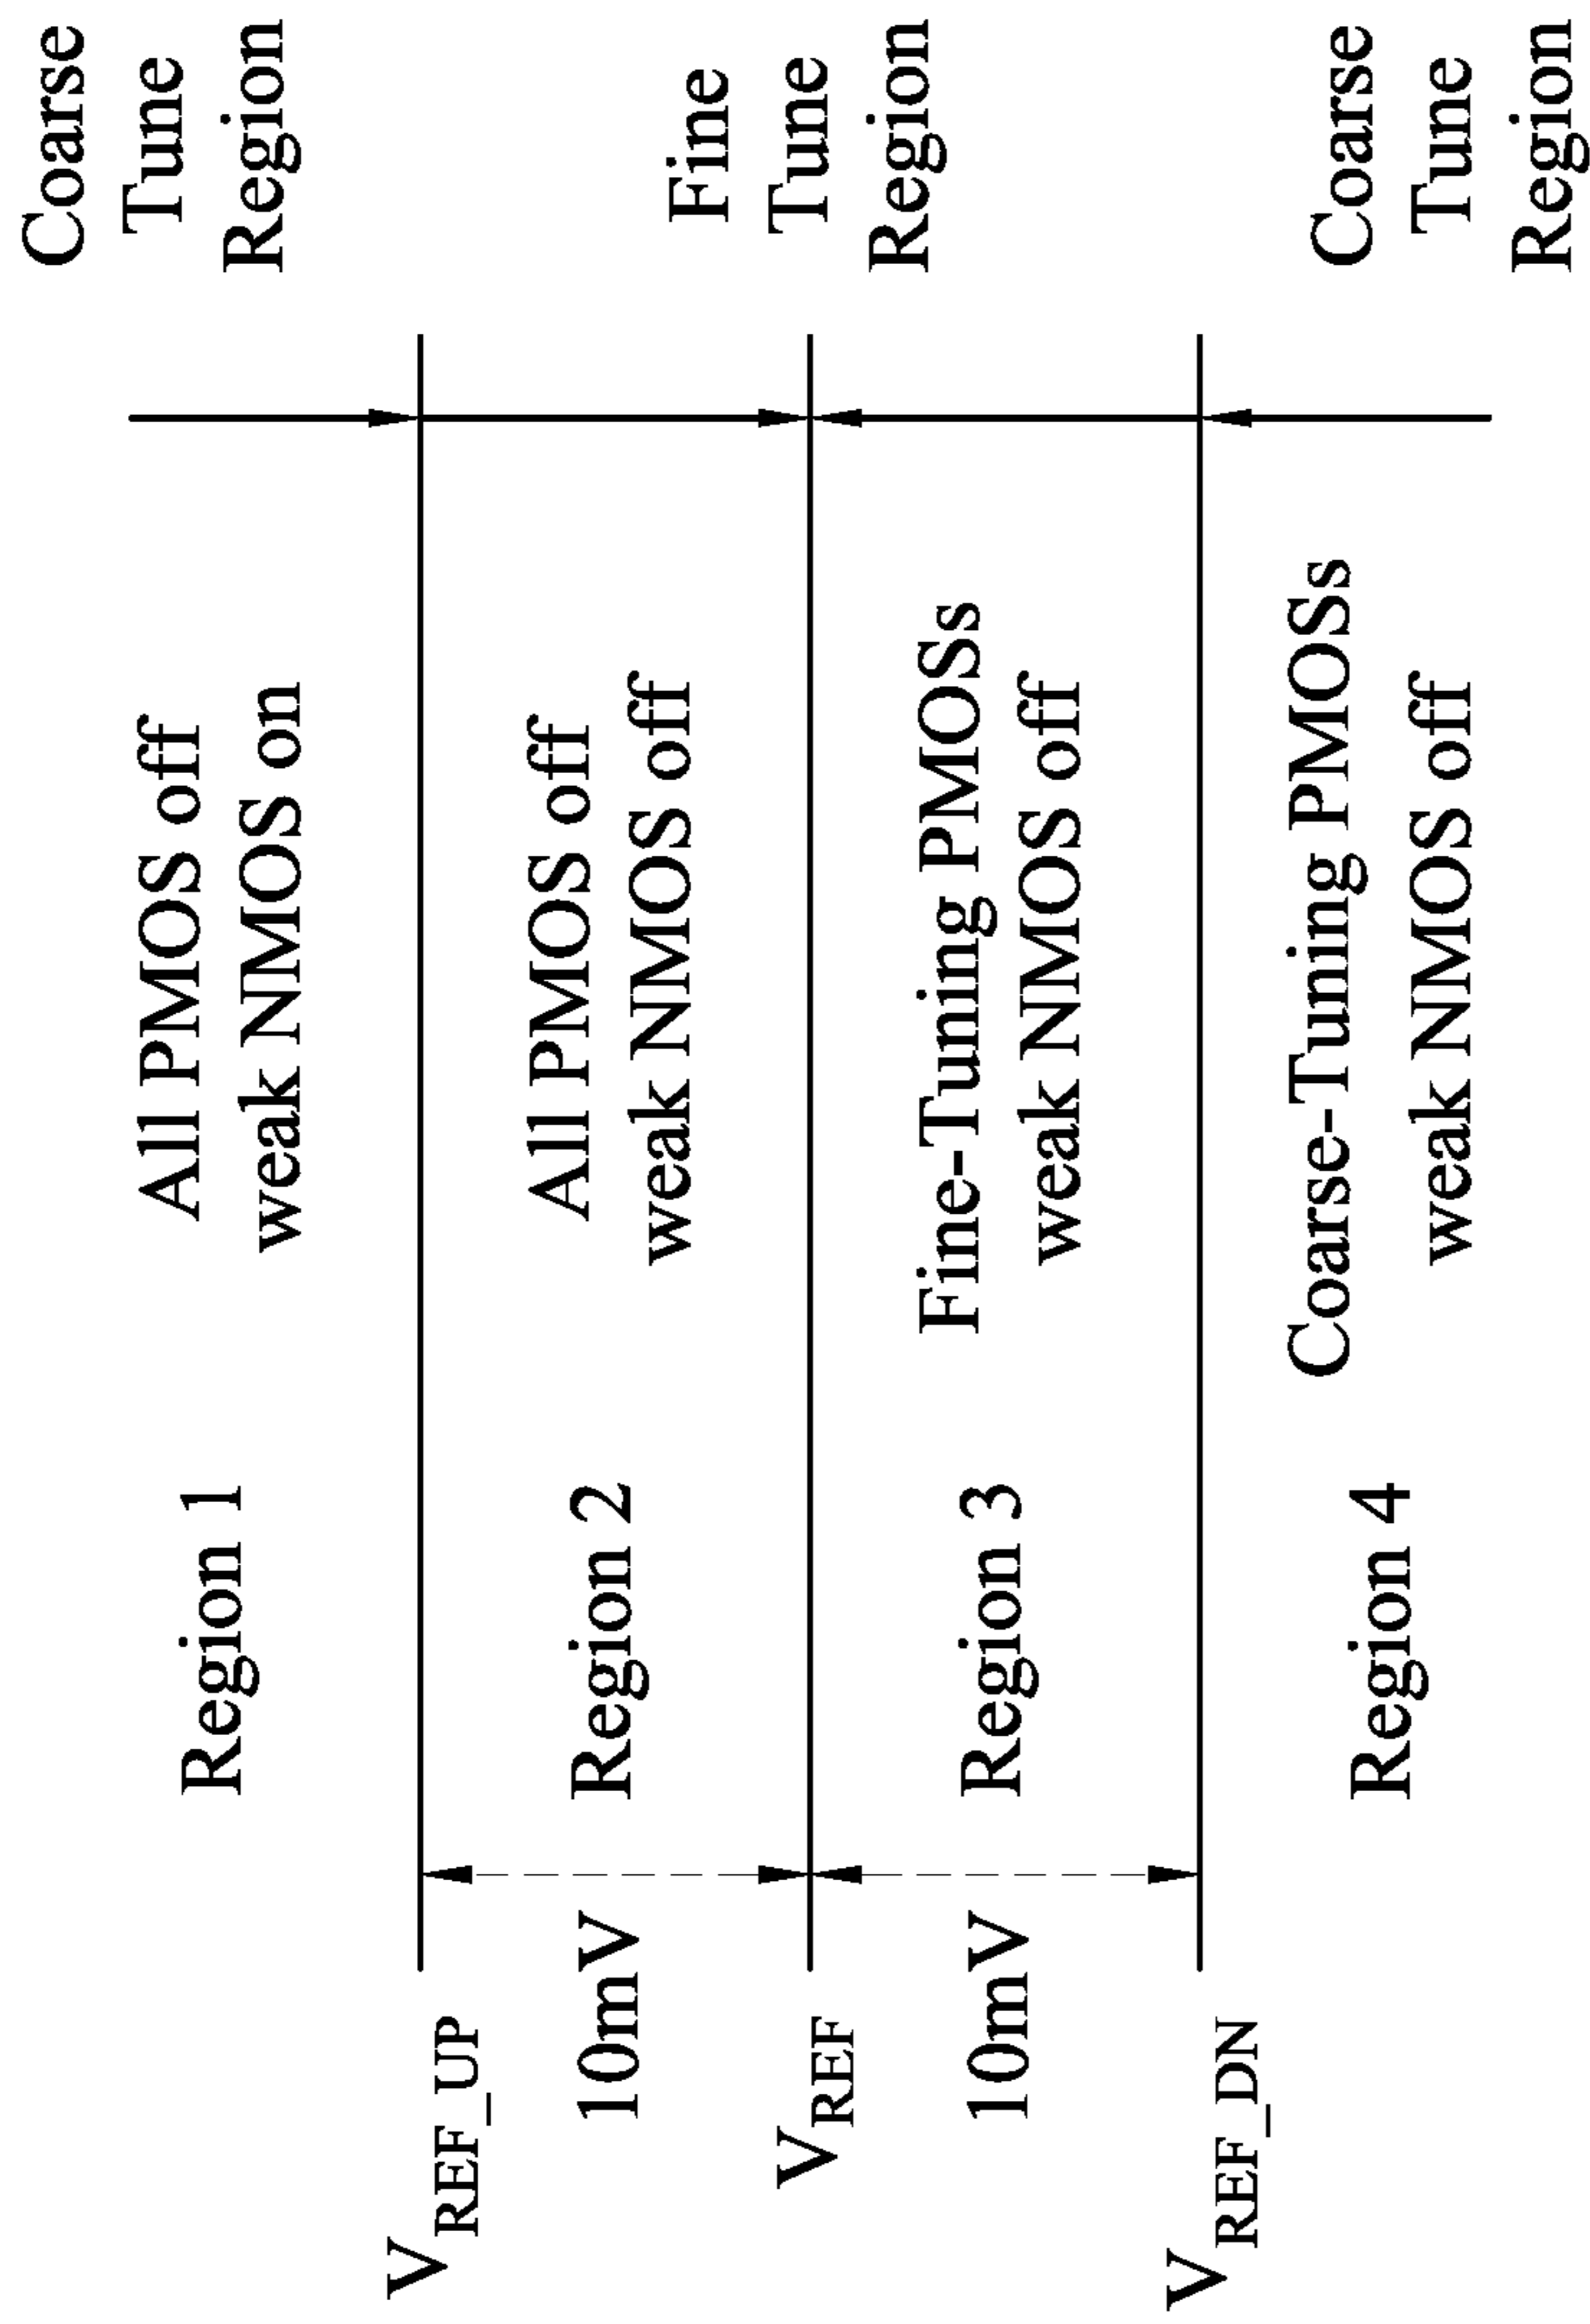 Region 1
All PMOS off
weak NMOS on
Coarse
Tune
Region
V_REF_UP
10mV
Region 2
All PMOS off
weak NMOS off
Fine
Tune
Region
V_REF
10mV
Region 3
Fine-Tuning PMOSs
weak NMOS off
V_REF_DN
Region 4
Coarse-Tuning PMOSs
weak NMOS off
Coarse
Tune
Region